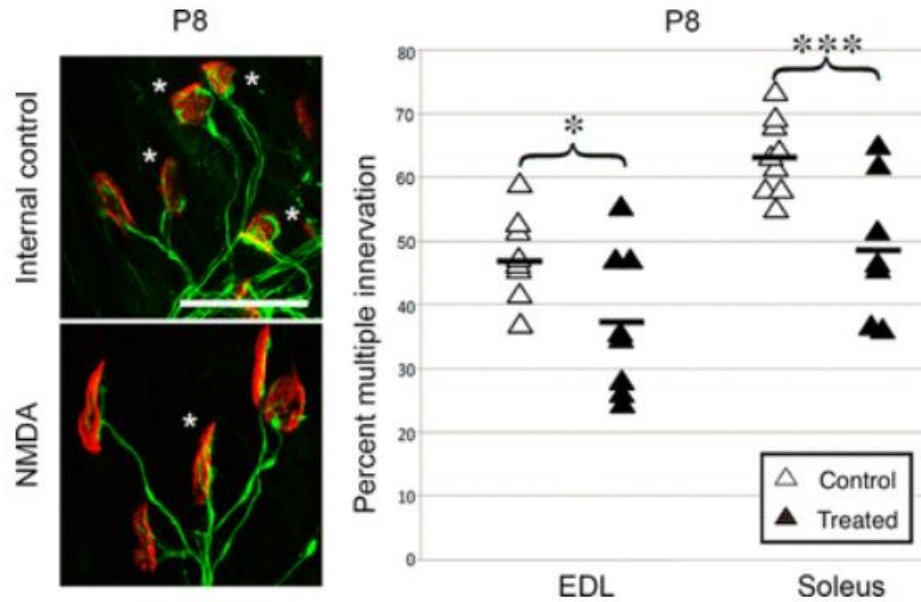 P8
Internal control
* * * *
NMDA
*
P8
Percent multiple innervation
80
70
60
50
40
30
20
10
0
*
***
Control
Treated
EDL
Soleus